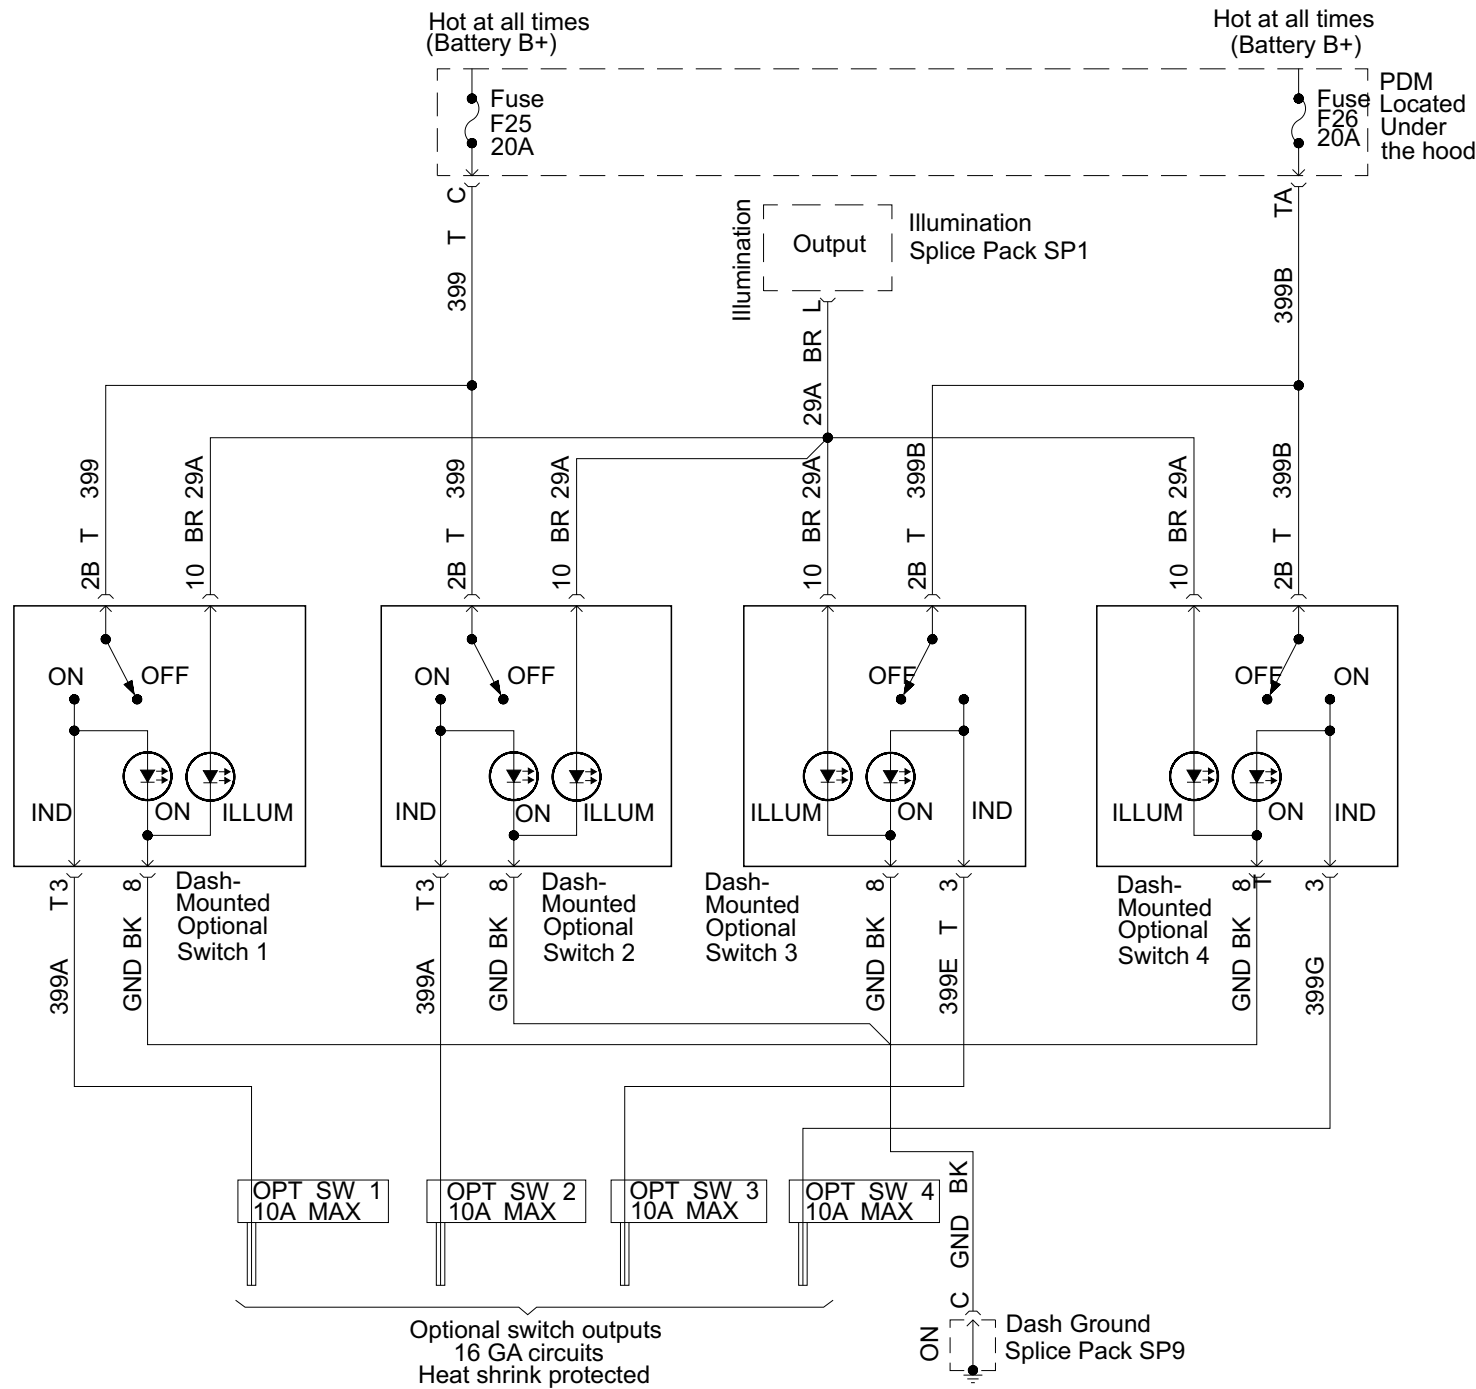 Hot at all times
(Battery B+)
Hot at all times
(Battery B+)
Fuse
F25
20A
Fuse
F26
20A
PDM
Located
Under
the hood
399 T C
Illumination
Output
Illumination
Splice Pack SP1
29A BR L
399B TA
2B T 399
10 BR 29A
2B T 399
10 BR 29A
10 BR 29A
2B T 399B
10 BR 29A
2B T 399B
ON
OFF
IND
ON
ILLUM
ON
OFF
IND
ON
ILLUM
OFF
ILLUM
ON
IND
OFF
ON
ILLUM
ON
IND
399A T 3
GND BK 8
Dash-
Mounted
Optional
Switch 1
399A T 3
GND BK 8
Dash-
Mounted
Optional
Switch 2
Dash-
Mounted
Optional
Switch 3
GND BK 8
399E T 3
Dash-
Mounted
Optional
Switch 4
GND BK 8
T
399G 3
OPT SW 1
10A MAX
OPT SW 2
10A MAX
OPT SW 3
10A MAX
OPT SW 4
10A MAX
C GND BK
Optional switch outputs
16 GA circuits
Heat shrink protected
ON
Dash Ground
Splice Pack SP9